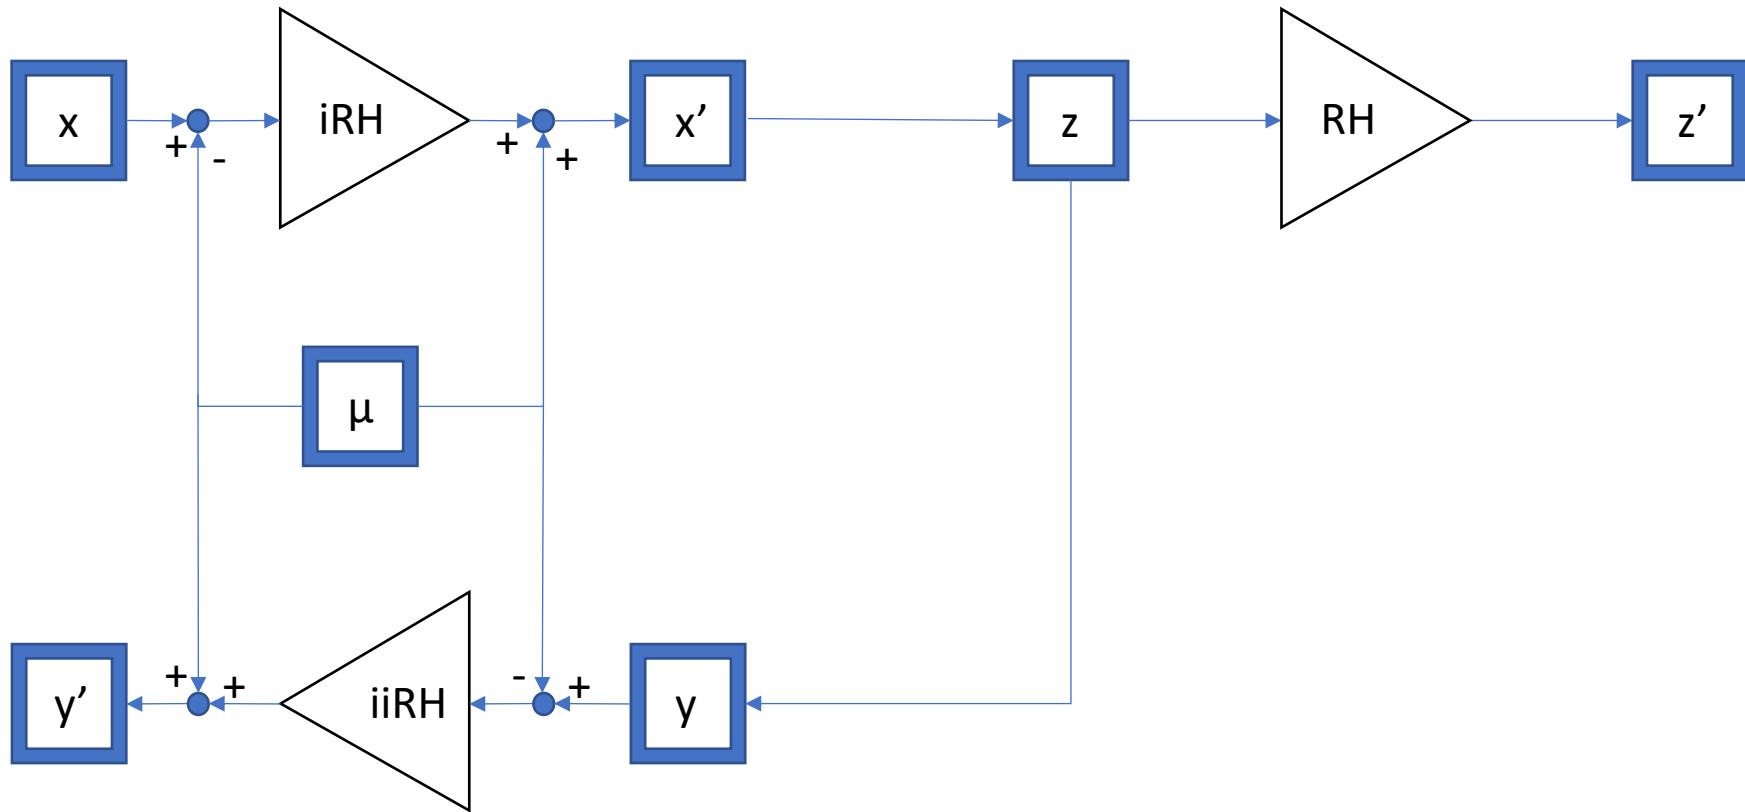 x
iRH
x’
z
RH
z’
+
-
+
+
µ
+
+
-
+
y’
iiRH
y